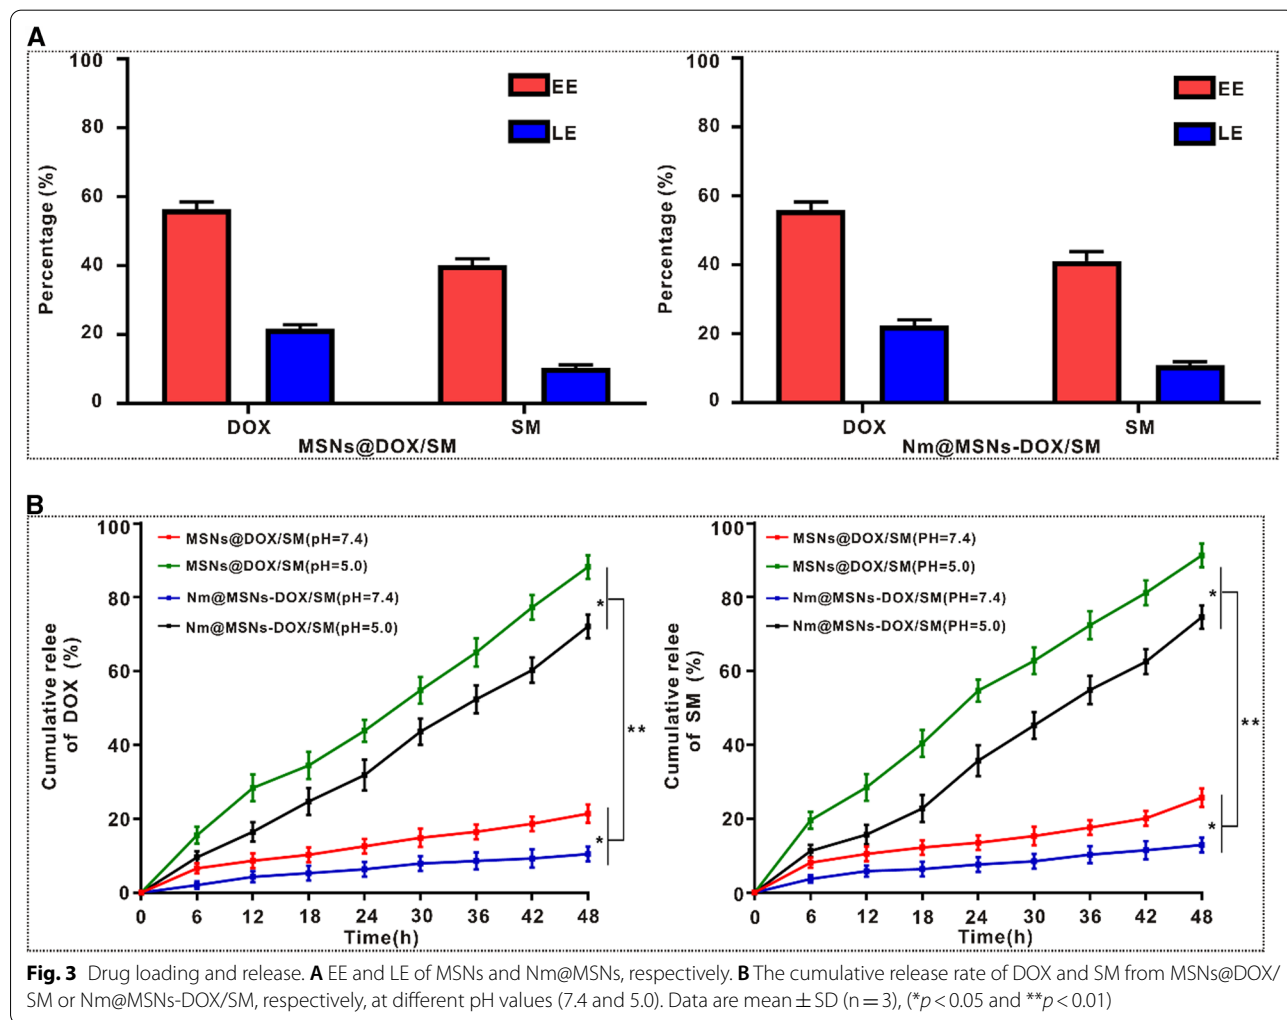 A
100
80
60
40
20
0
Percentage (%)
EE
LE
DOX
SM
MSNs@DOX/SM
100
80
60
40
20
0
Percentage (%)
EE
LE
DOX
SM
Nm@MSNs-DOX/SM
B
100
80
60
40
20
0
Cumulative relee
of DOX (%)
MSNs@DOX/SM(pH=7.4)
MSNs@DOX/SM(pH=5.0)
Nm@MSNs-DOX/SM(pH=7.4)
Nm@MSNs-DOX/SM(pH=5.0)
*
*
**
0 6 12 18 24 30 36 42 48
Time(h)
100
80
60
40
20
0
Cumulative relee
of SM (%)
MSNs@DOX/SM(PH=7.4)
MSNs@DOX/SM(PH=5.0)
Nm@MSNs-DOX/SM(PH=7.4)
Nm@MSNs-DOX/SM(PH=5.0)
*
*
**
0 6 12 18 24 30 36 42 48
Time(h)
Fig. 3 Drug loading and release. A EE and LE of MSNs and Nm@MSNs, respectively. B The cumulative release rate of DOX and SM from MSNs@DOX/
SM or Nm@MSNs-DOX/SM, respectively, at different pH values (7.4 and 5.0). Data are mean ± SD (n = 3), (*p < 0.05 and **p < 0.01)